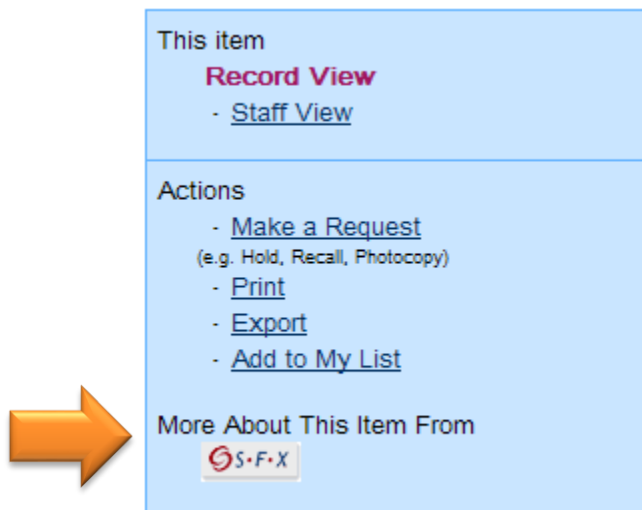 This item
Record View
- Staff View
Actions
- Make a Request
(e.g. Hold, Recall, Photocopy)
- Print
- Export
- Add to My List
More About This Item From
S·F·X